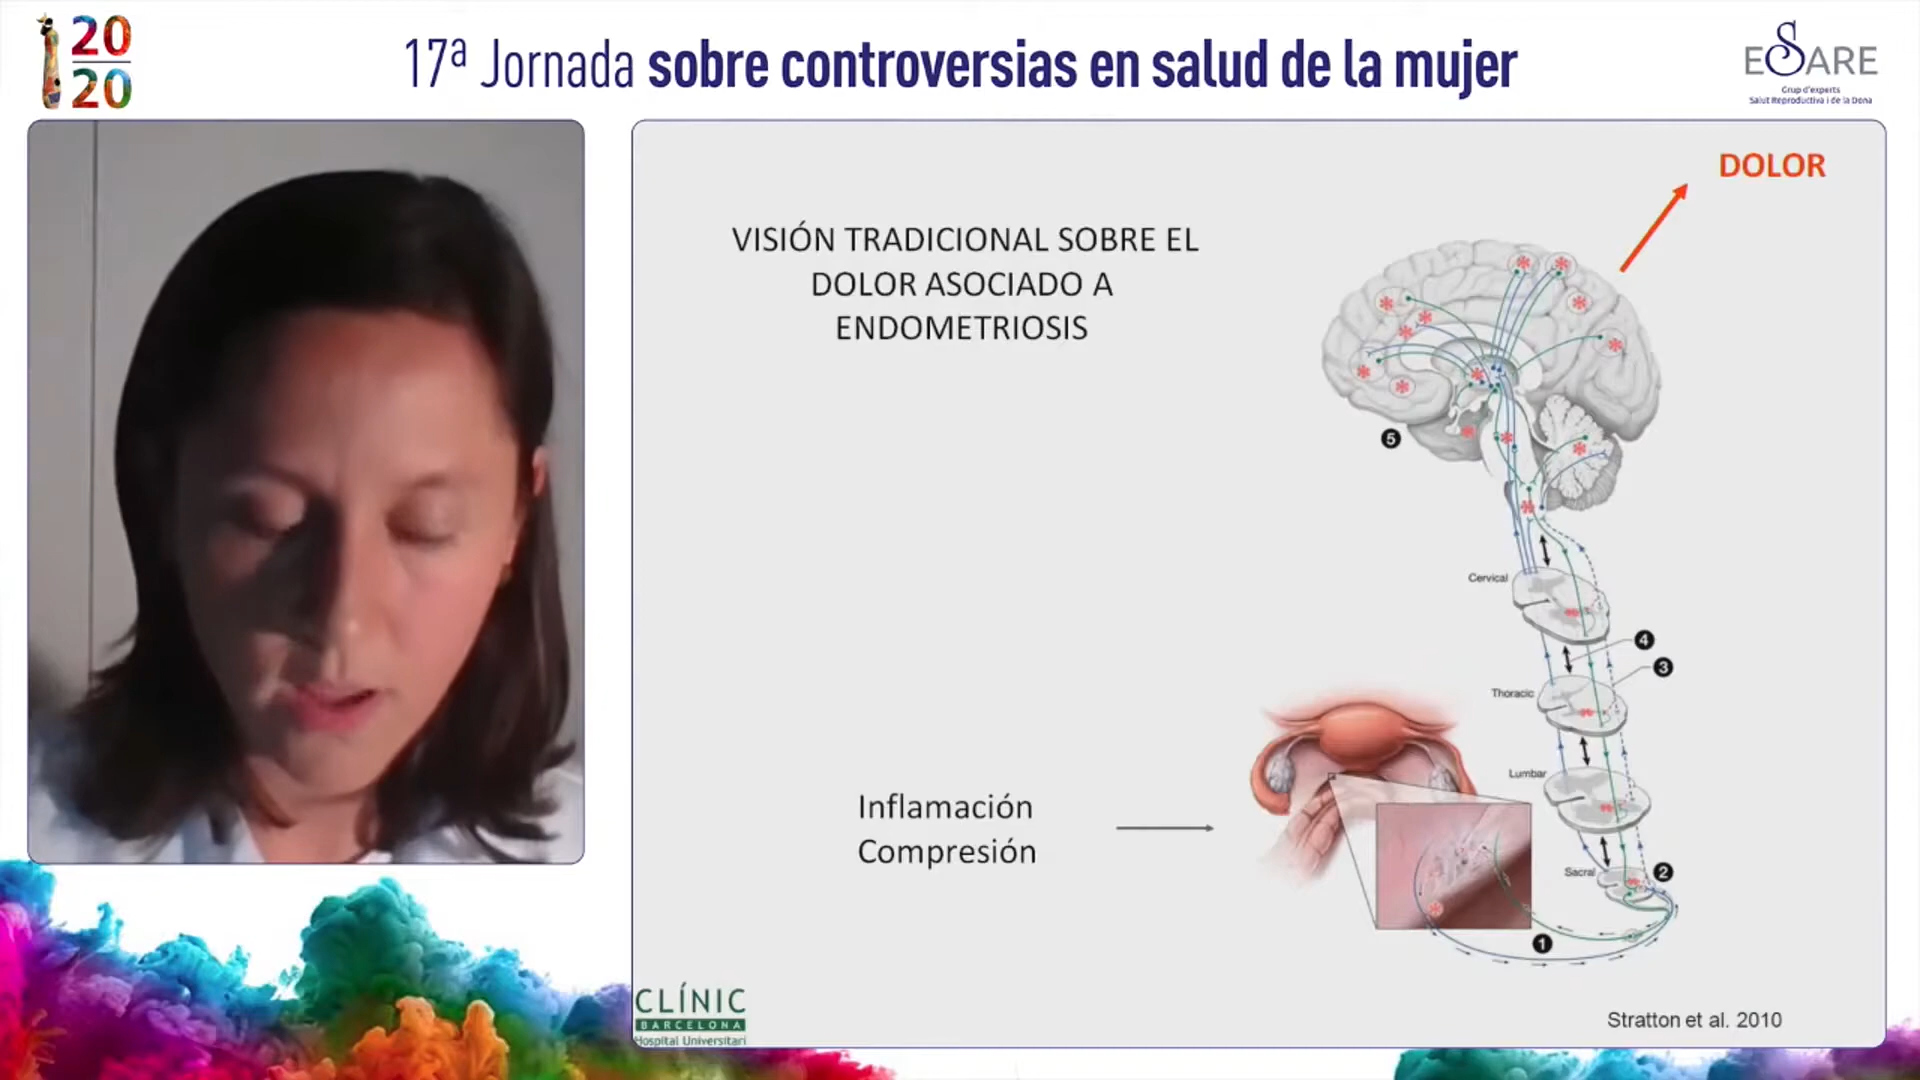 20
20
17ª Jornada sobre controversias en salud de la mujer
ESARE
Grup d'experts
Salut Reproductiva i de la Dona
DOLOR
VISIÓN TRADICIONAL SOBRE EL
DOLOR ASOCIADO A
ENDOMETRIOSIS
5
Cervical
4
3
Thoracic
Lumbar
Inflamación
Compresión
Sacral
2
1
CLÍNIC
BARCELONA
Hospital Universitari
Stratton et al. 2010